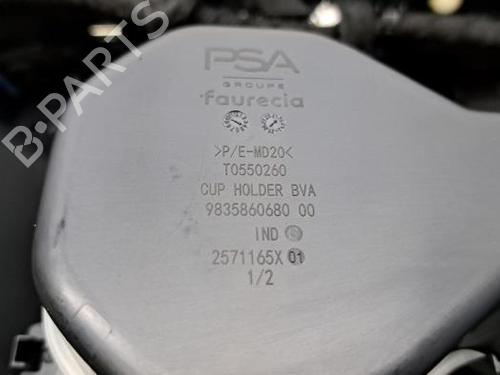 PSA
GROUPE
faurecia
>P/E-MD20<
T0550260
CUP HOLDER BVA
9835860680 00
IND
2571165X 01
1/2
B-PARTS